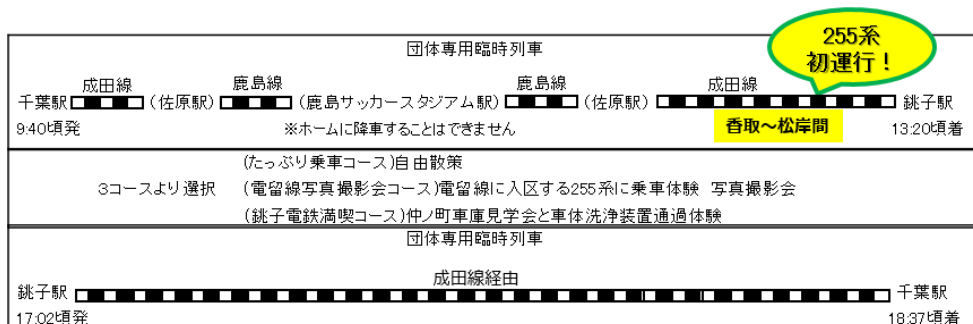 255系
初運行！
団体専用臨時列車
成田線 鹿島線 鹿島線 成田線
千葉駅 （佐原駅） （鹿島サッカースタジアム駅） （佐原駅） 銚子駅
9:40頃発 ※ホームに降車することはできません 香取～松岸間 13:20頃着
(たっぷり乗車コース)自由散策
3コースより選択 (電留線写真撮影会コース)電留線に入区する255系に乗車体験 写真撮影会
(銚子電鉄満喫コース)仲ノ町車庫見学会と車体洗浄装置通過体験
団体専用臨時列車
成田線経由
銚子駅 千葉駅
17:02頃発 18:37頃着